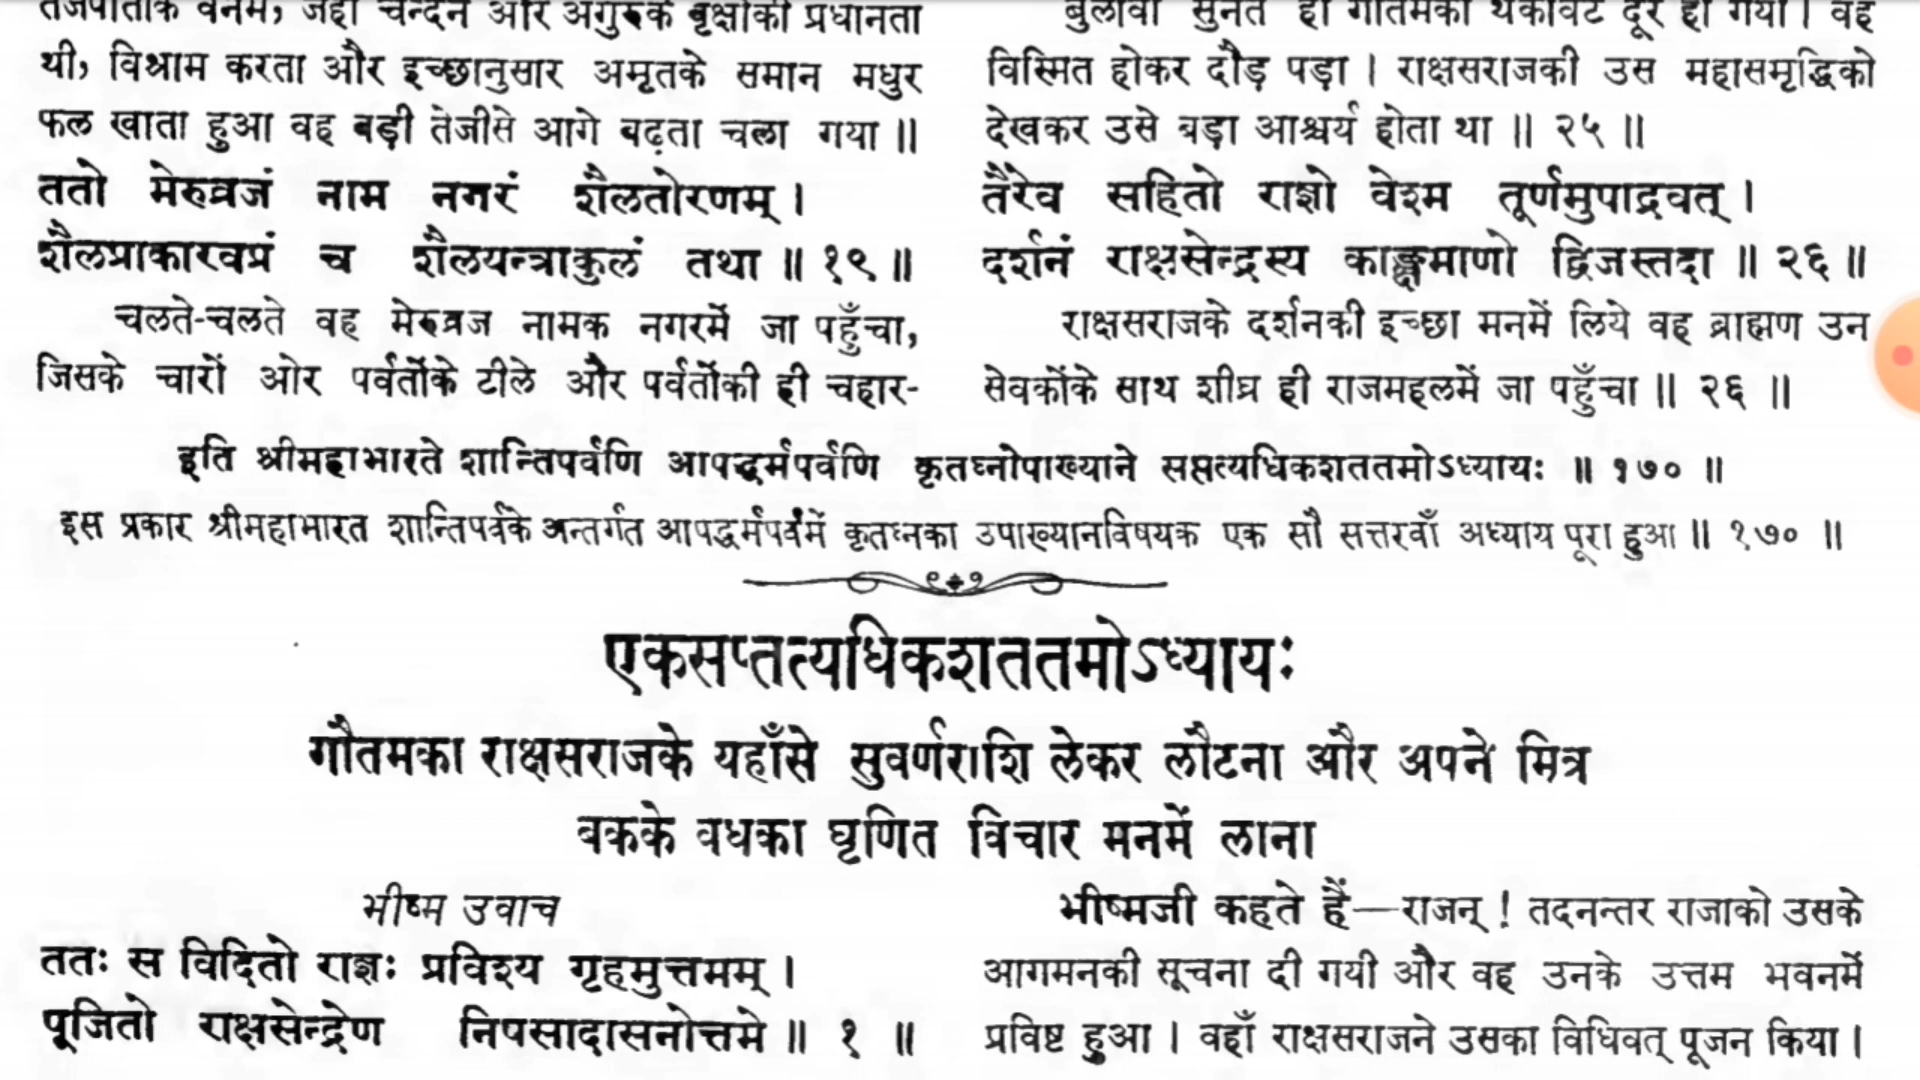 तेजपातोंके वनमें, जहाँ चन्दन और अगुरुके वृक्षोंकी प्रधानता
थी, विश्राम करता और इच्छानुसार अमृतके समान मधुर
फल खाता हुआ वह बड़ी तेजीसे आगे बढ़ता चला गया ॥
ततो मेरुव्रजं नाम नगरं शैलतोरणम् ।
शैलप्राकारवप्रं च शैलयन्त्राकुलं तथा ॥ १९ ॥
चलते-चलते वह मेरुव्रज नामक नगरमें जा पहुँचा,
जिसके चारों ओर पर्वतोंके टीले और पर्वतोंकी ही चहार-
बुलावा सुनते ही गौतमकी थकावट दूर हो गयी । वह
विस्मित होकर दौड़ पड़ा । राक्षसराजकी उस महासमृद्धिको
देखकर उसे बड़ा आश्चर्य होता था ॥ २५ ॥
तैरेव सहितो राज्ञो वेश्म तूर्णमुपाद्रवत् ।
दर्शनं राक्षसेन्द्रस्य काङ्क्षमाणो द्विजस्तदा ॥ २६ ॥
राक्षसराजके दर्शनकी इच्छा मनमें लिये वह ब्राह्मण उन
सेवकोंके साथ शीघ्र ही राजमहलमें जा पहुँचा ॥ २६ ॥
इति श्रीमहाभारते शान्तिपर्वणि आपद्धर्मपर्वणि कृतघ्नोपाख्याने सप्तत्यधिकशततमोऽध्यायः ॥ १७० ॥
इस प्रकार श्रीमहाभारत शान्तिपर्वके अन्तर्गत आपद्धर्मपर्वमें कृतघ्नका उपाख्यानविषयक एक सौ सत्तरवाँ अध्याय पूरा हुआ ॥ १७० ॥
एकसप्तत्यधिकशततमोऽध्यायः
गौतमका राक्षसराजके यहाँसे सुवर्णराशि लेकर लौटना और अपने मित्र
बकके वधका घृणित विचार मनमें लाना
भीष्म उवाच
ततः स विदितो राज्ञः प्रविश्य गृहमुत्तमम् ।
पूजितो राक्षसेन्द्रेण निषसादासनोत्तमे ॥ १ ॥
भीष्मजी कहते हैं—राजन् ! तदनन्तर राजाको उसके
आगमनकी सूचना दी गयी और वह उनके उत्तम भवनमें
प्रविष्ट हुआ । वहाँ राक्षसराजने उसका विधिवत् पूजन किया ।